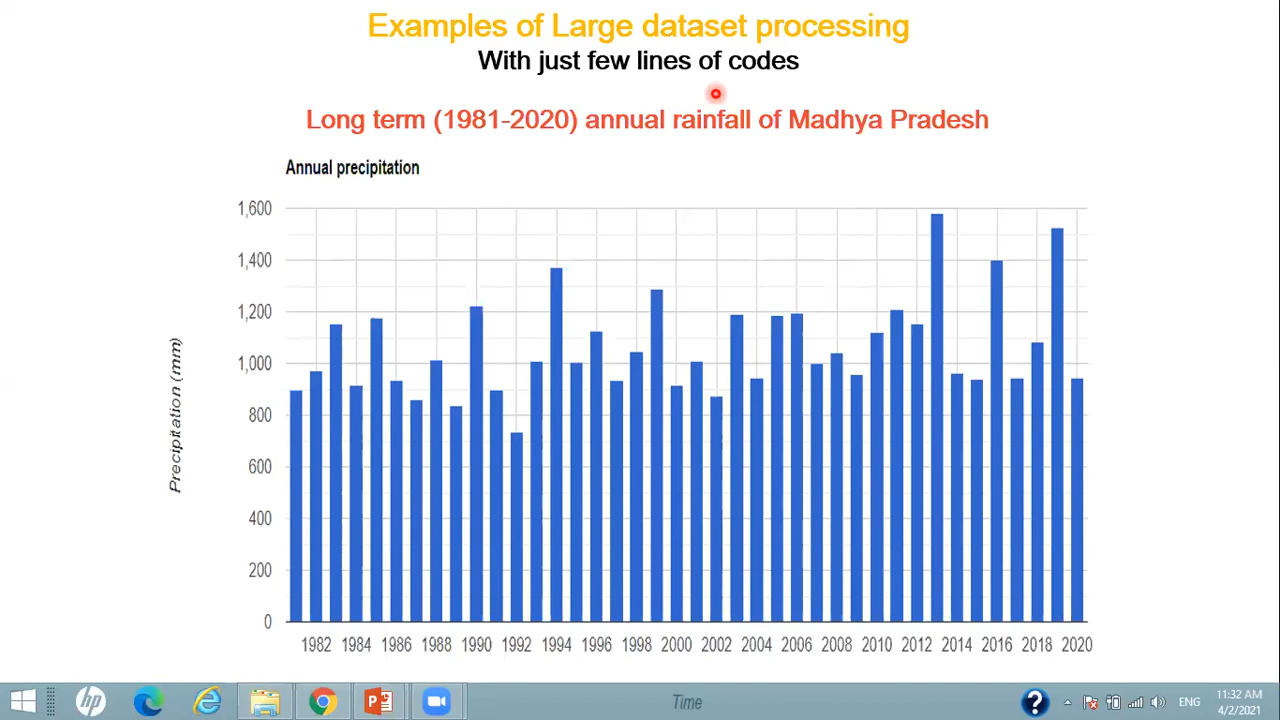 Examples of Large dataset processing
With just few lines of codes
Long term (1981-2020) annual rainfall of Madhya Pradesh
Annual precipitation
1,600
1,400
1,200
1,000
800
600
400
200
0
Precipitation (mm)
1982 1984 1986 1988 1990 1992 1994 1996 1998 2000 2002 2004 2006 2008 2010 2012 2014 2016 2018 2020
Time
hp
?
ENG
11:32 AM
4/2/2021